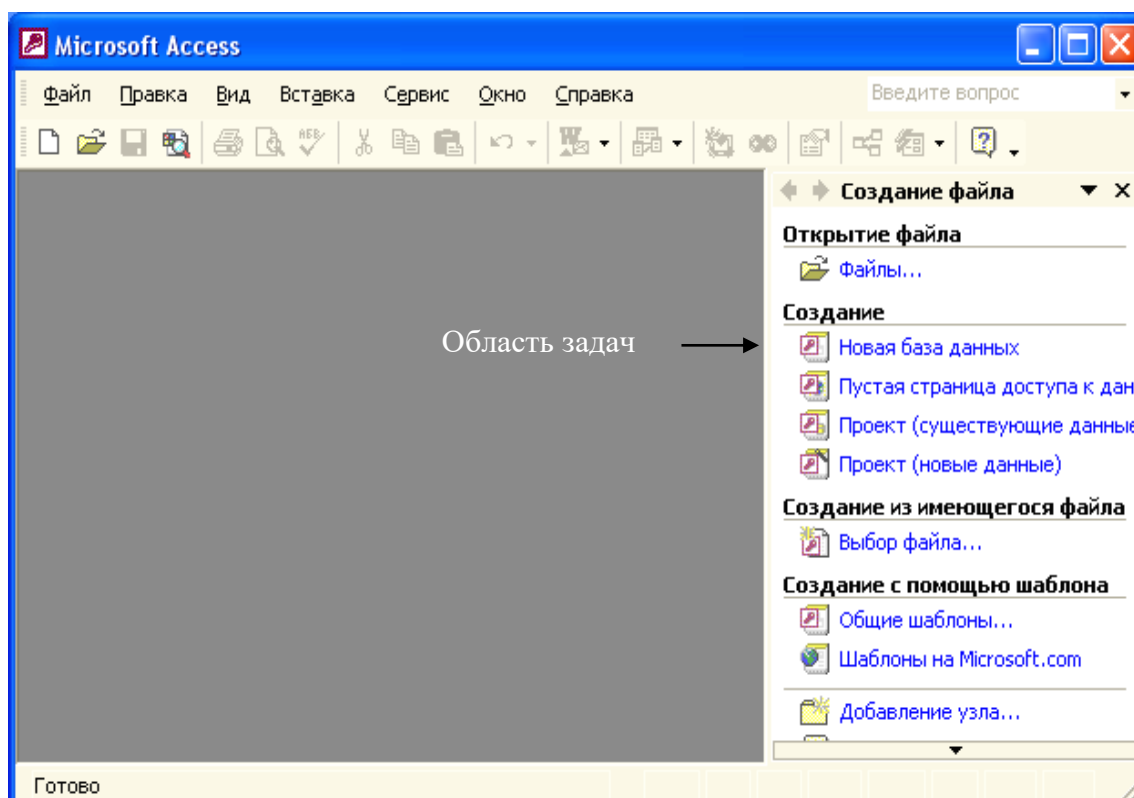 Microsoft Access
Файл Правка Вид Вставка Сервис Окно Справка Введите вопрос
Создание файла
Открытие файла
Файлы...
Создание
Область задач
Новая база данных
Пустая страница доступа к дан
Проект (существующие данные
Проект (новые данные)
Создание из имеющегося файла
Выбор файла...
Создание с помощью шаблона
Общие шаблоны...
Шаблоны на Microsoft.com
Добавление узла...
Готово